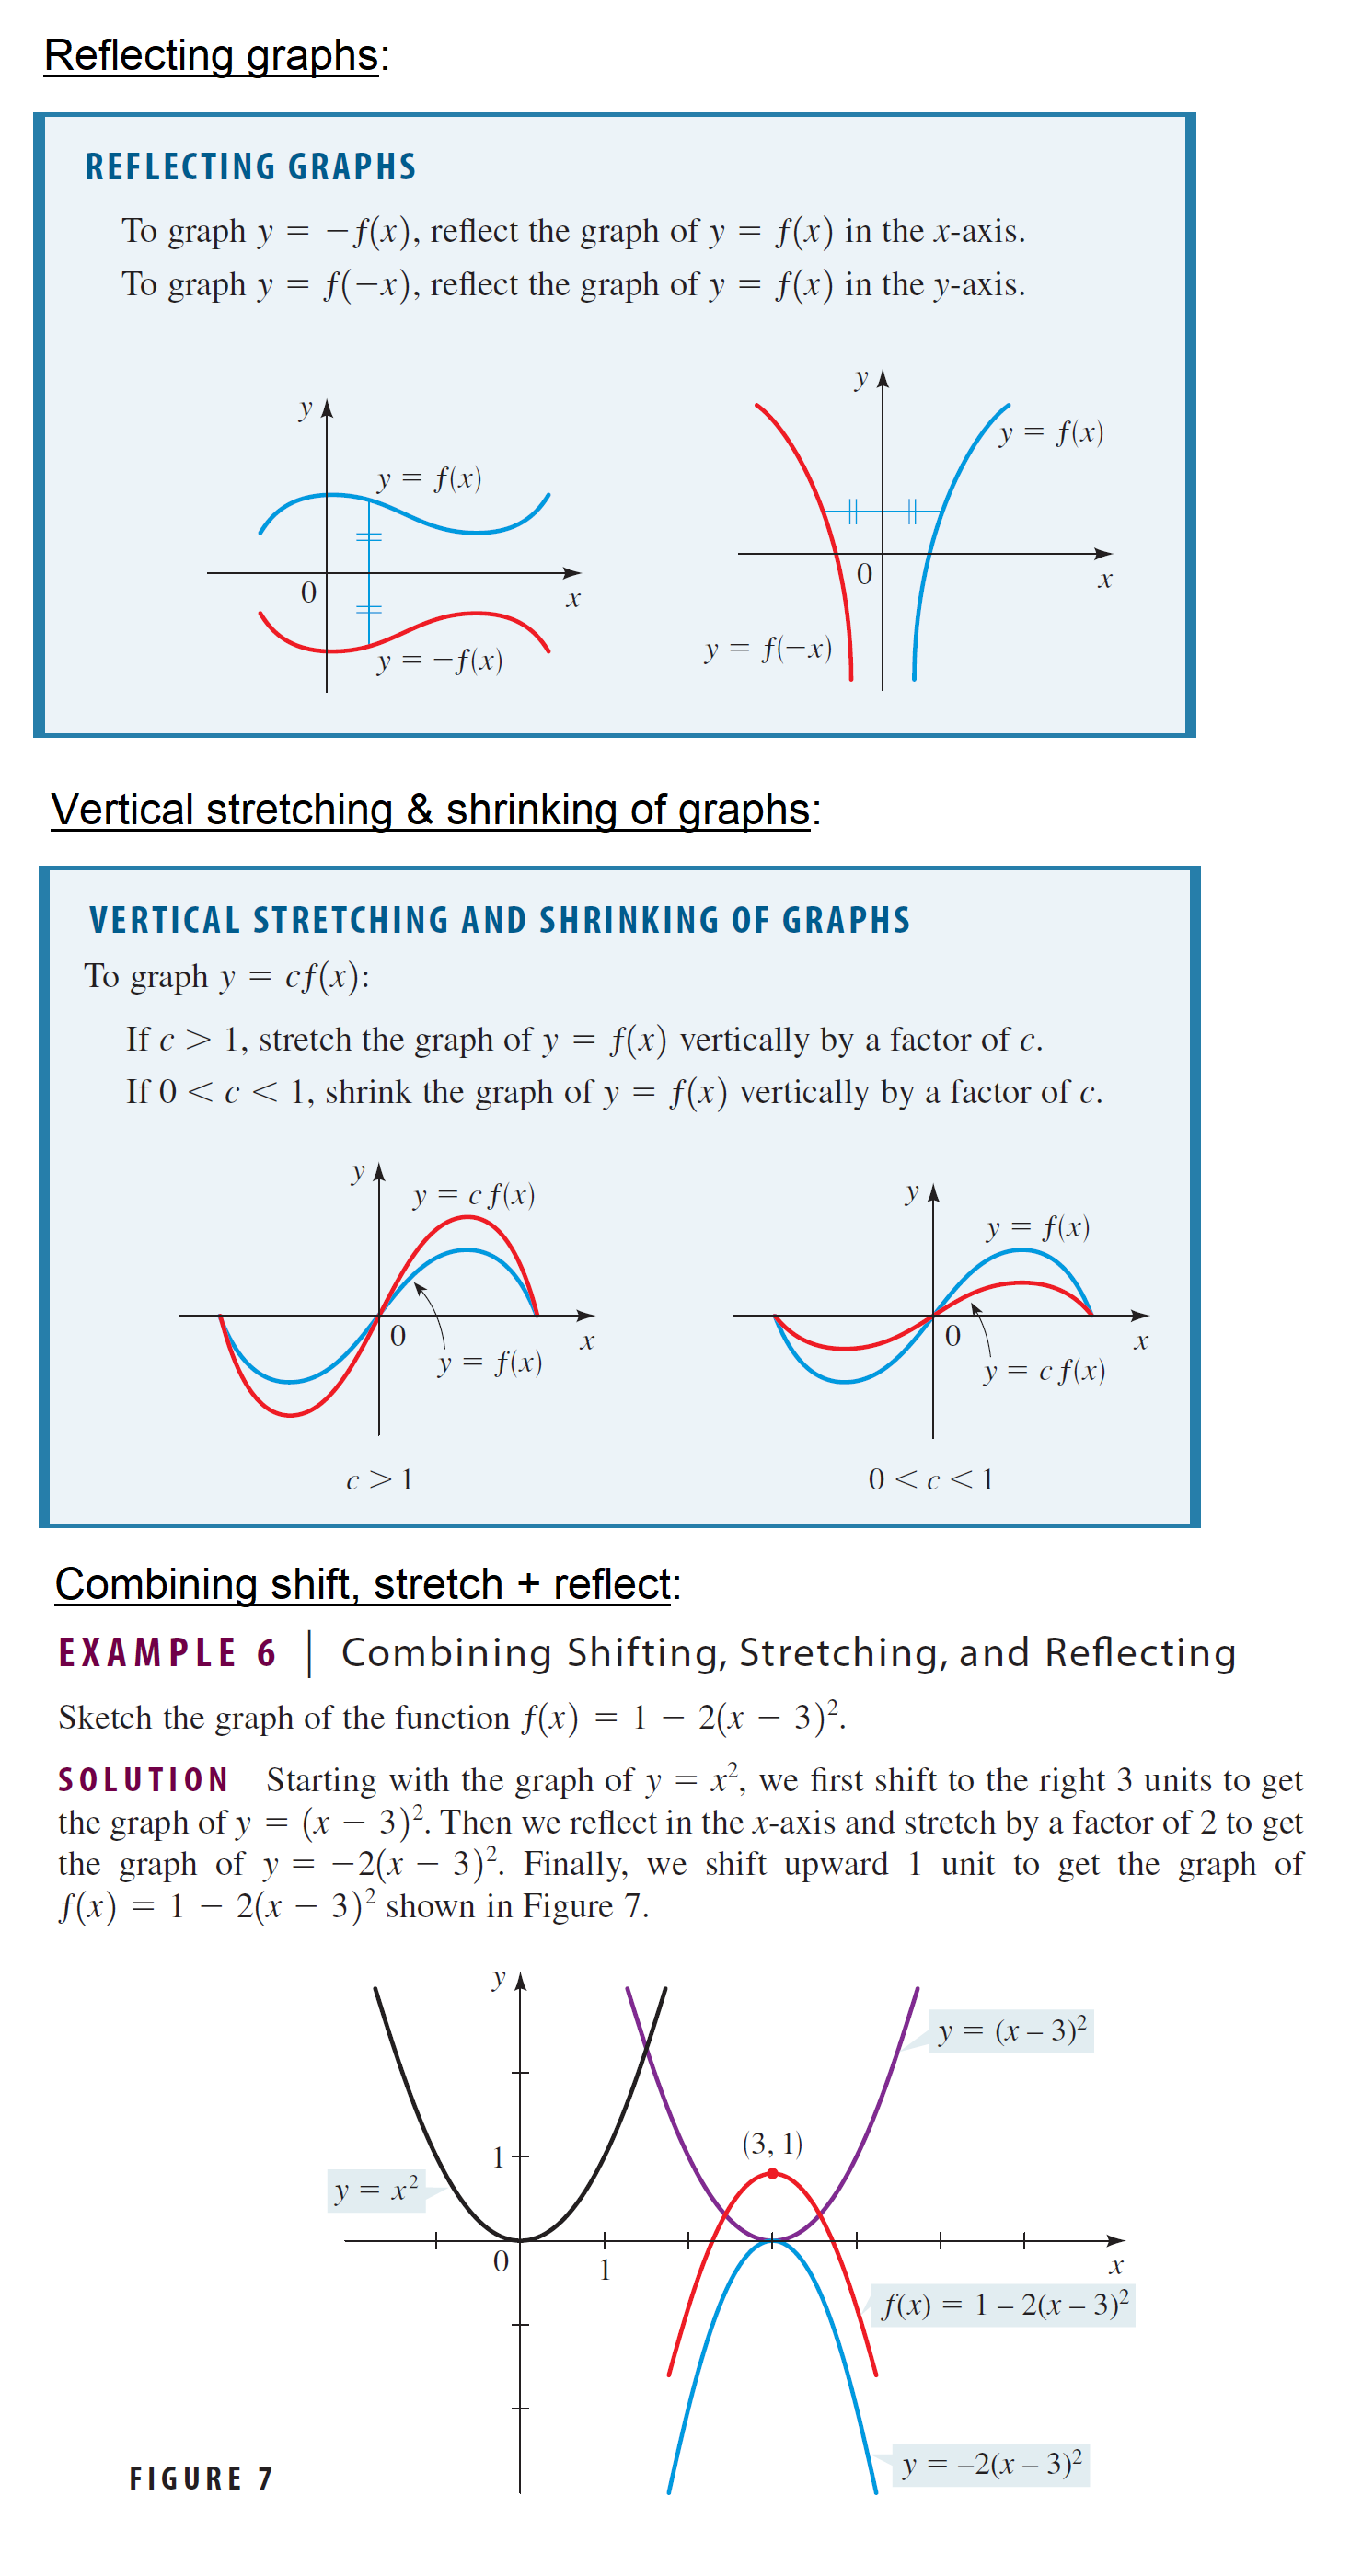 Reflecting graphs:
REFLECTING GRAPHS
To graph y = −f(x), reflect the graph of y = f(x) in the x-axis.
To graph y = f(−x), reflect the graph of y = f(x) in the y-axis.
y
y = f(x)
0
x
y = −f(x)
y
y = f(x)
0
x
y = f(−x)
Vertical stretching & shrinking of graphs:
VERTICAL STRETCHING AND SHRINKING OF GRAPHS
To graph y = cf(x):
If c > 1, stretch the graph of y = f(x) vertically by a factor of c.
If 0 < c < 1, shrink the graph of y = f(x) vertically by a factor of c.
y
y = c f(x)
0
x
y = f(x)
c > 1
y
y = f(x)
0
x
y = c f(x)
0 < c < 1
Combining shift, stretch + reflect:
EXAMPLE 6 | Combining Shifting, Stretching, and Reflecting
Sketch the graph of the function f(x) = 1 − 2(x − 3)².
SOLUTION Starting with the graph of y = x², we first shift to the right 3 units to get
the graph of y = (x − 3)². Then we reflect in the x-axis and stretch by a factor of 2 to get
the graph of y = −2(x − 3)². Finally, we shift upward 1 unit to get the graph of
f(x) = 1 − 2(x − 3)² shown in Figure 7.
y
y = (x – 3)²
(3, 1)
1
y = x²
0
1
x
f(x) = 1 – 2(x – 3)²
y = –2(x – 3)²
FIGURE 7